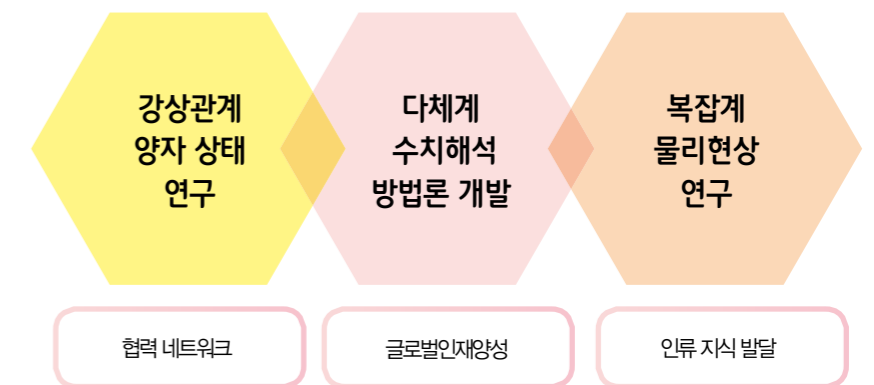 강상관계
양자 상태
연구
다체계
수치해석
방법론 개발
복잡계
물리현상
연구
협력 네트워크
글로벌인재양성
인류 지식 발달